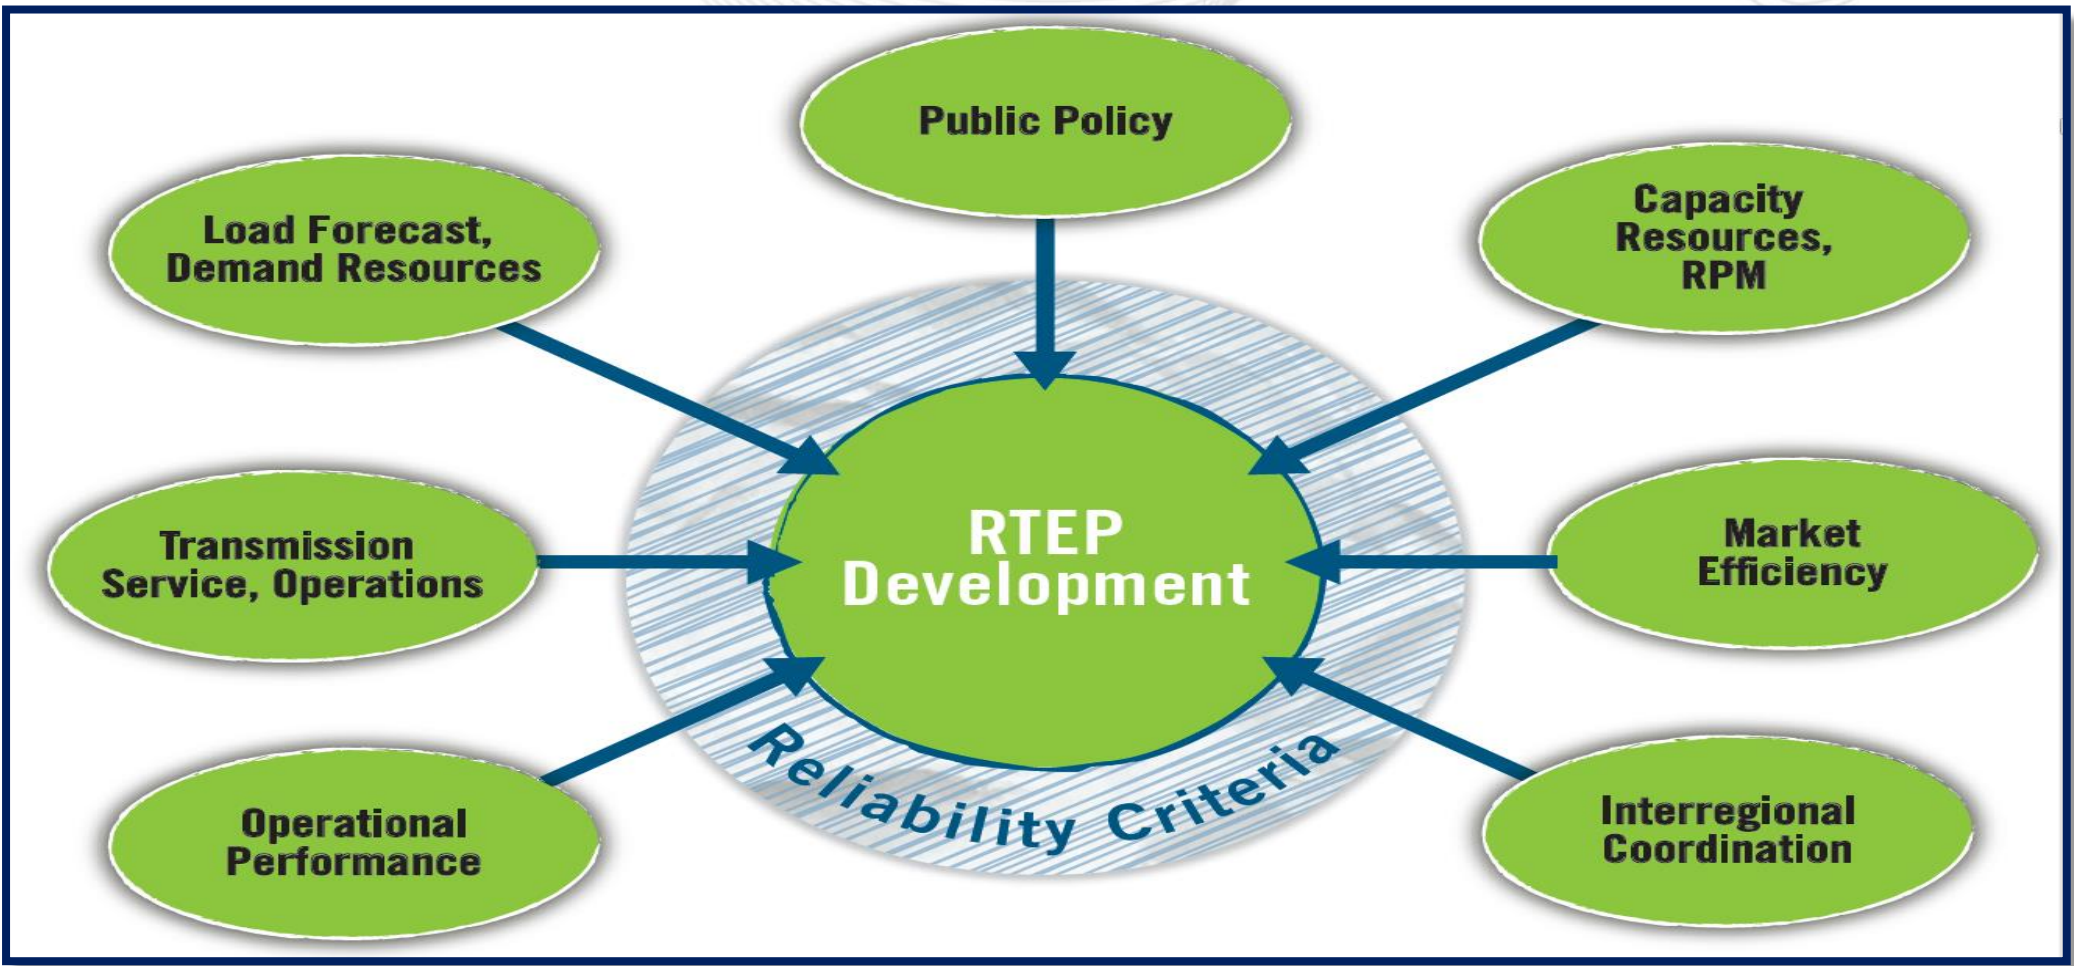 Public Policy
Load Forecast,
Demand Resources
Capacity
Resources,
RPM
Transmission
Service, Operations
RTEP
Development
Market
Efficiency
Operational
Performance
Reliability Criteria
Interregional
Coordination